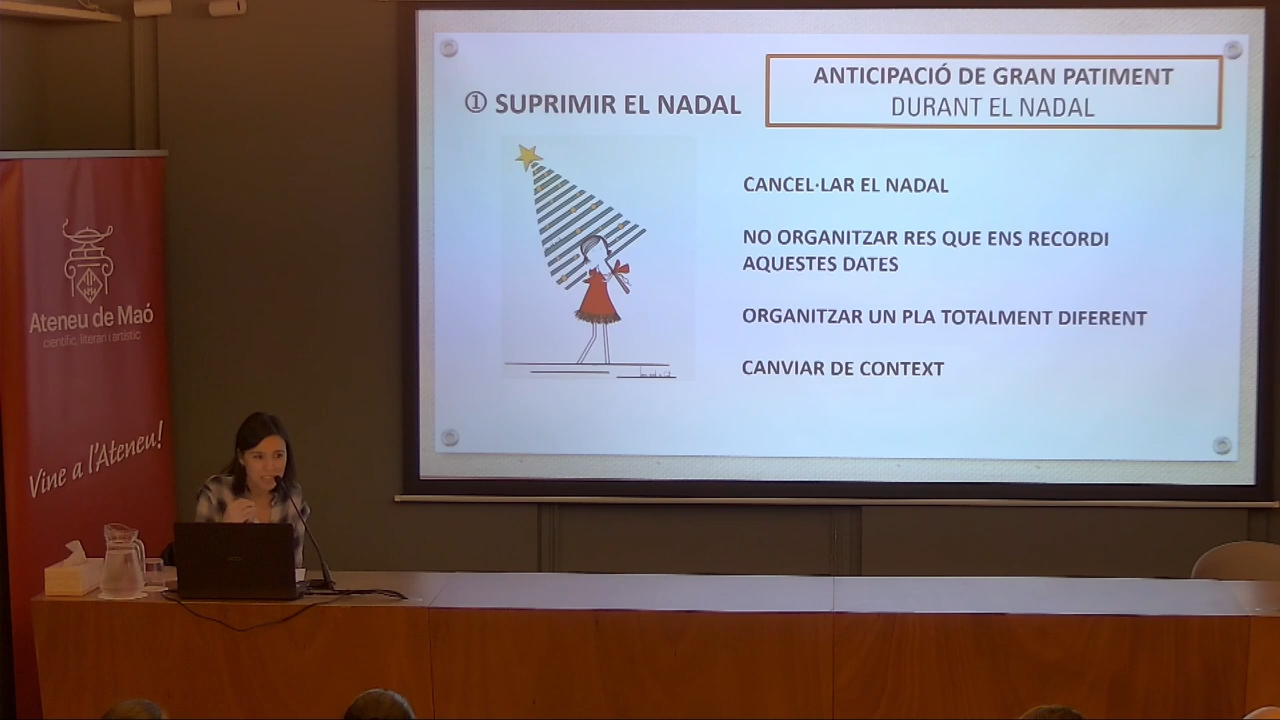 ANTICIPACIÓ DE GRAN PATIMENT
DURANT EL NADAL
① SUPRIMIR EL NADAL
CANCEL·LAR EL NADAL
NO ORGANITZAR RES QUE ENS RECORDI
AQUESTES DATES
ORGANITZAR UN PLA TOTALMENT DIFERENT
CANVIAR DE CONTEXT
Ateneu de Maó
científic, literari i artístic
Vine a l'Ateneu!